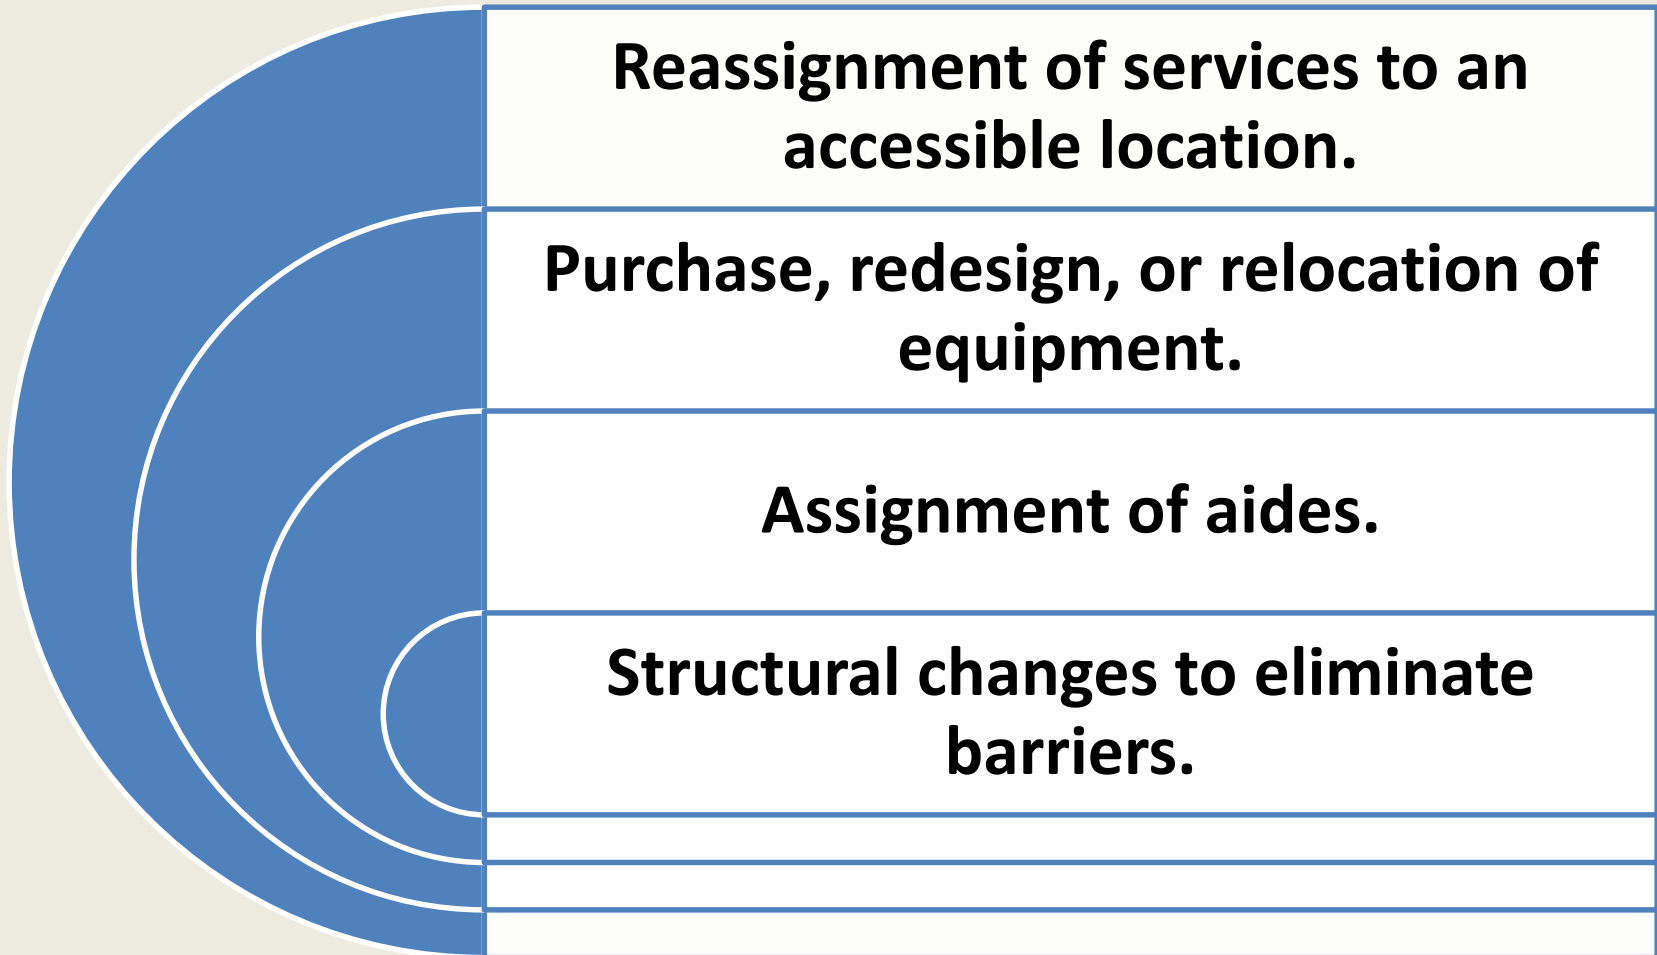 Reassignment of services to an
accessible location.
Purchase, redesign, or relocation of
equipment.
Assignment of aides.
Structural changes to eliminate
barriers.